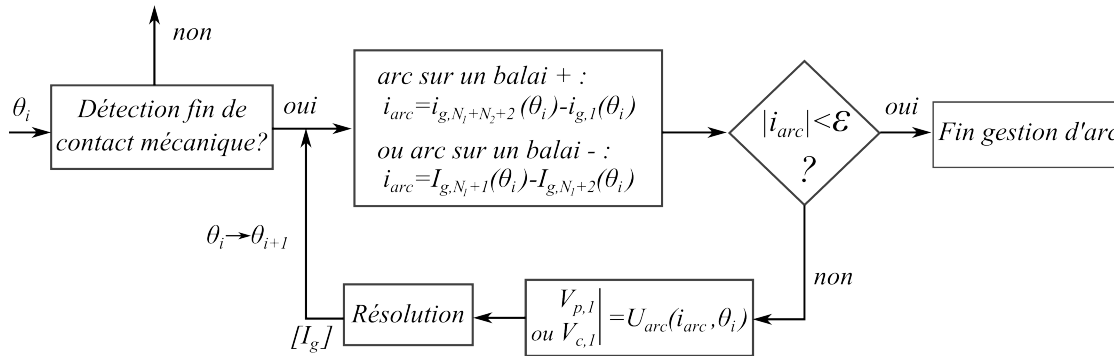 non
θi
Détection fin de
contact mécanique?
oui
arc sur un balai + :
iarc=ig,N1+N2+2(θi)-ig,1(θi)
ou arc sur un balai - :
iarc=Ig,N1+1(θi)-Ig,N1+2(θi)
|iarc|<ε
?
oui
Fin gestion d'arc
non
Vp,1
ou Vc,1
=Uarc(iarc,θi)
Résolution
[Ig]
θi→θi+1